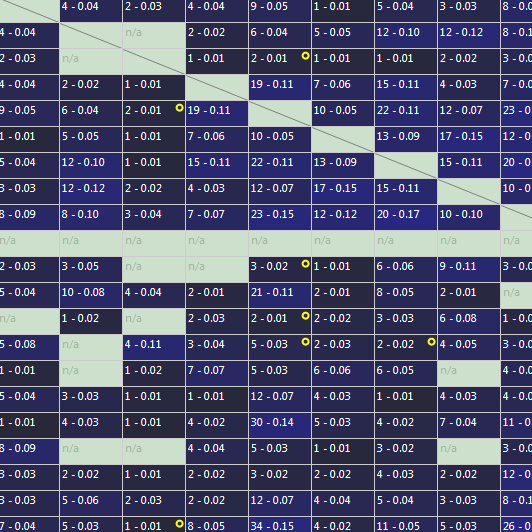 4 - 0.04 2 - 0.03 4 - 0.04 9 - 0.05 1 - 0.01 5 - 0.04 3 - 0.03 8 - 0.
4 - 0.04 n/a 2 - 0.02 6 - 0.04 5 - 0.05 12 - 0.10 12 - 0.12 8 - 0.1
2 - 0.03 n/a 1 - 0.01 2 - 0.01 1 - 0.01 1 - 0.01 2 - 0.02 3 - 0.0
4 - 0.04 2 - 0.02 1 - 0.01 19 - 0.11 7 - 0.06 15 - 0.11 4 - 0.03 7 - 0.0
9 - 0.05 6 - 0.04 2 - 0.01 19 - 0.11 10 - 0.05 22 - 0.11 12 - 0.07 23 - 0
1 - 0.01 5 - 0.05 1 - 0.01 7 - 0.06 10 - 0.05 13 - 0.09 17 - 0.15 12 - 0
5 - 0.04 12 - 0.10 1 - 0.01 15 - 0.11 22 - 0.11 13 - 0.09 15 - 0.11 20 - 0
3 - 0.03 12 - 0.12 2 - 0.02 4 - 0.03 12 - 0.07 17 - 0.15 15 - 0.11 10 - 0
8 - 0.09 8 - 0.10 3 - 0.04 7 - 0.07 23 - 0.15 12 - 0.12 20 - 0.17 10 - 0.10
n/a n/a n/a n/a n/a n/a n/a n/a n/a
2 - 0.03 3 - 0.05 n/a n/a 3 - 0.02 1 - 0.01 6 - 0.06 9 - 0.11 3 - 0.0
5 - 0.04 10 - 0.08 4 - 0.04 2 - 0.01 21 - 0.11 2 - 0.01 8 - 0.05 2 - 0.01 n/a
n/a 1 - 0.02 n/a 2 - 0.03 2 - 0.01 2 - 0.02 3 - 0.03 6 - 0.08 1 - 0.0
5 - 0.08 n/a 4 - 0.11 3 - 0.04 5 - 0.03 2 - 0.03 2 - 0.02 4 - 0.05 3 - 0.0
1 - 0.01 n/a 1 - 0.02 7 - 0.07 5 - 0.03 6 - 0.06 6 - 0.05 n/a 4 - 0.0
5 - 0.04 3 - 0.03 1 - 0.01 1 - 0.01 12 - 0.07 4 - 0.03 5 - 0.03 2 - 0.01 4 - 0.0
1 - 0.01 4 - 0.03 1 - 0.01 4 - 0.03 30 - 0.14 5 - 0.03 4 - 0.02 7 - 0.04 11 - 0
8 - 0.09 n/a n/a 4 - 0.04 5 - 0.03 1 - 0.01 3 - 0.02 n/a 3 - 0.0
3 - 0.03 2 - 0.02 1 - 0.01 2 - 0.02 3 - 0.02 2 - 0.02 4 - 0.03 2 - 0.02 12 - 0
3 - 0.03 5 - 0.06 2 - 0.03 2 - 0.02 12 - 0.07 4 - 0.04 5 - 0.04 3 - 0.03 8 - 0.1
7 - 0.04 5 - 0.03 1 - 0.01 8 - 0.05 34 - 0.15 4 - 0.02 11 - 0.05 5 - 0.03 26 - 0